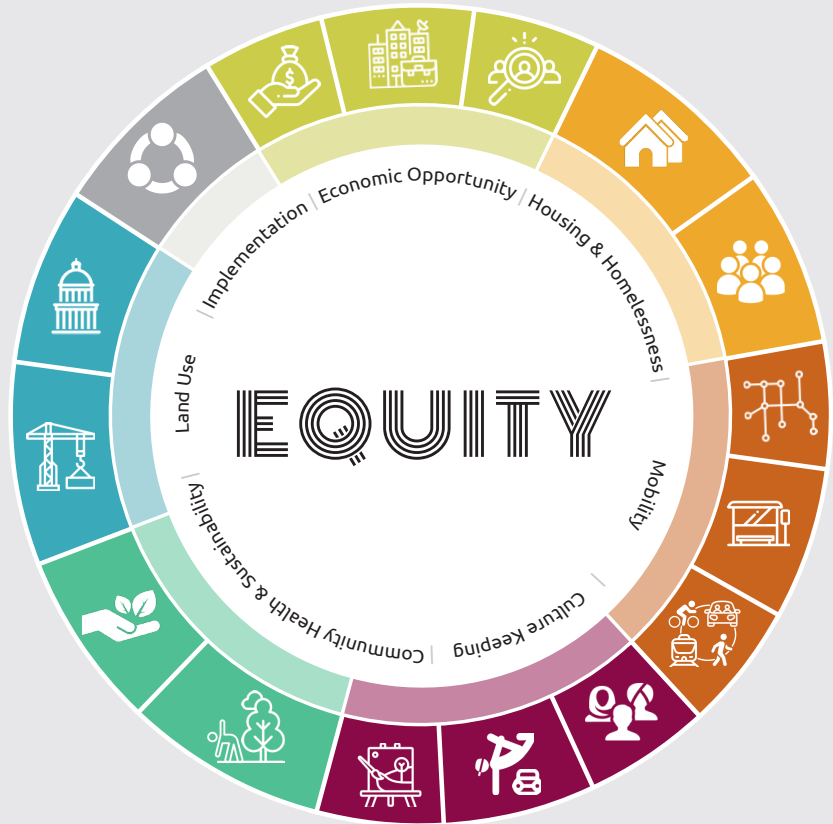 Economic Opportunity
Housing & Homelessness
Mobility
Culture Keeping
Community Health & Sustainability
Land Use
Implementation
EQUITY
$